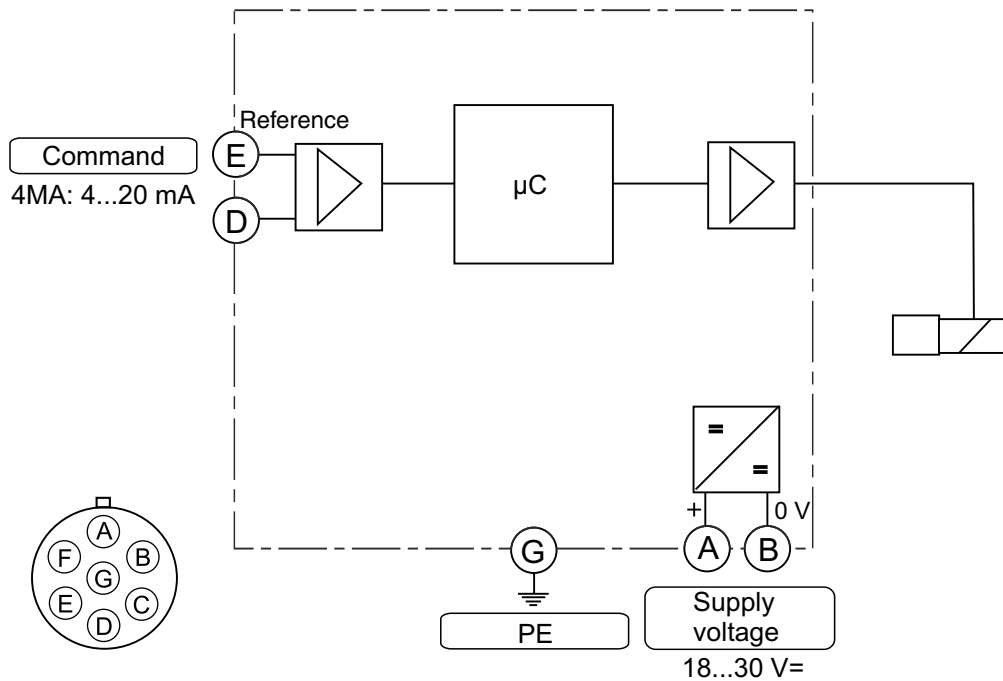 Reference
Command
4MA: 4...20 mA
E
D
µC
+
0 V
G
A
B
PE
Supply
voltage
18...30 V=
A
F
B
G
E
C
D